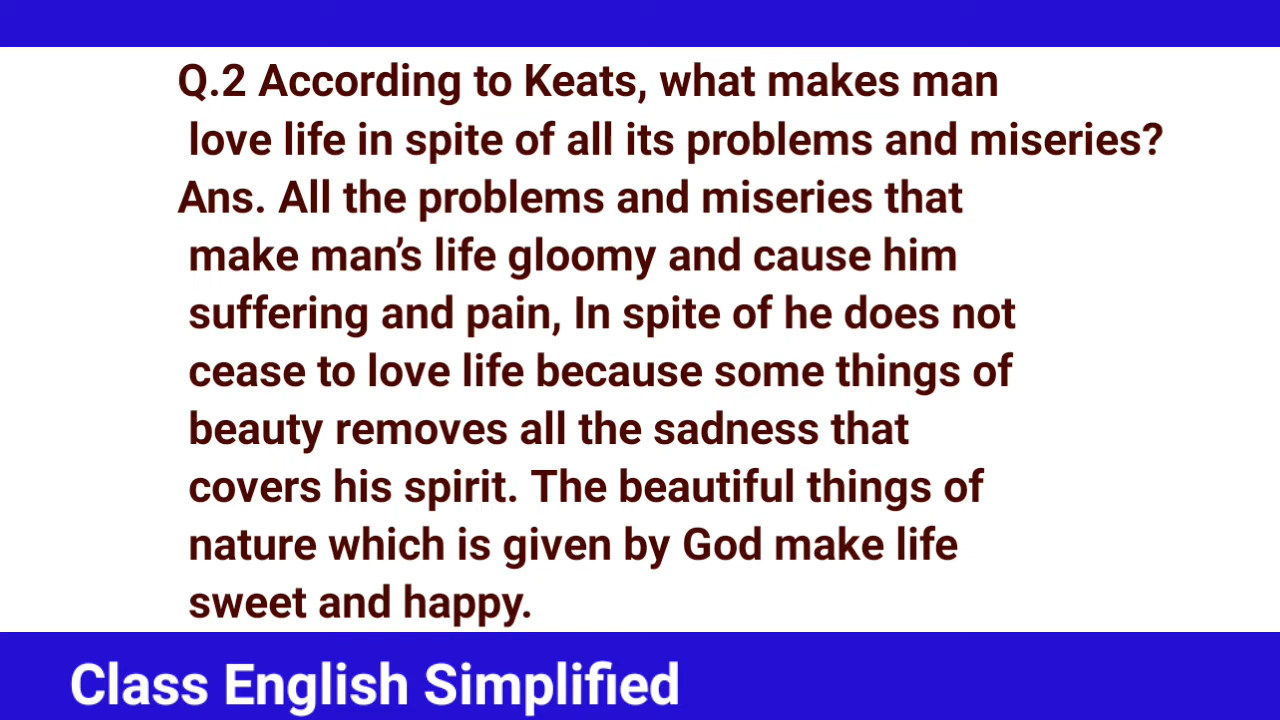 Q.2 According to Keats, what makes man
love life in spite of all its problems and miseries?
Ans. All the problems and miseries that
make man’s life gloomy and cause him
suffering and pain, In spite of he does not
cease to love life because some things of
beauty removes all the sadness that
covers his spirit. The beautiful things of
nature which is given by God make life
sweet and happy.
Class English Simplified